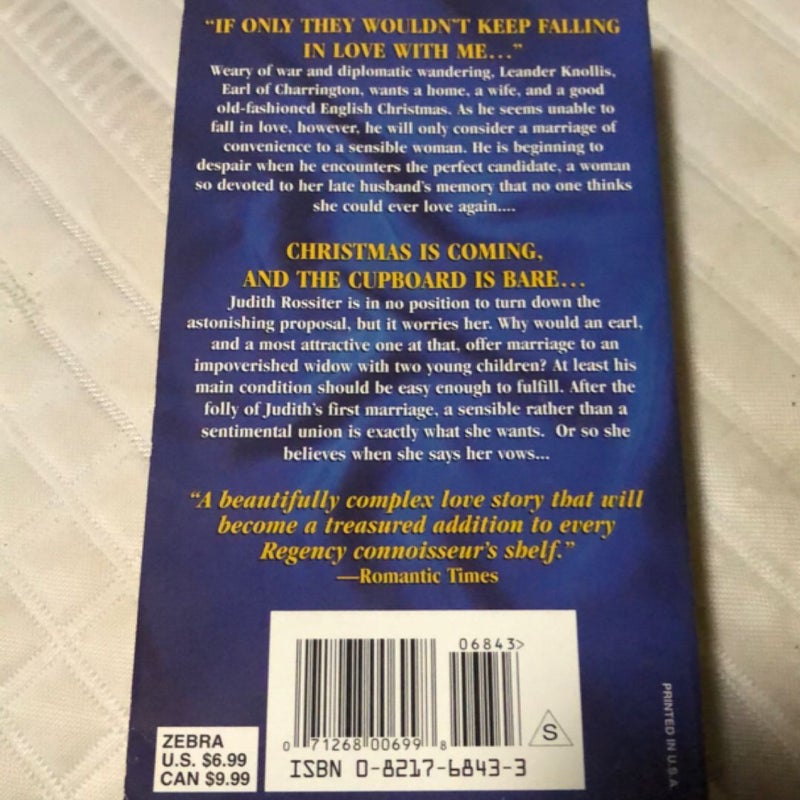 “IF ONLY THEY WOULDN'T KEEP FALLING
IN LOVE WITH ME...”
Weary of war and diplomatic wandering, Leander Knollis,
Earl of Charrington, wants a home, a wife, and a good
old-fashioned English Christmas. As he seems unable to
fall in love, however, he will only consider a marriage of
convenience to a sensible woman. He is beginning to
despair when he encounters the perfect candidate, a woman
so devoted to her late husband's memory that no one thinks
she could ever love again....
CHRISTMAS IS COMING,
AND THE CUPBOARD IS BARE...
Judith Rossiter is in no position to turn down the
astonishing proposal, but it worries her. Why would an earl,
and a most attractive one at that, offer marriage to an
impoverished widow with two young children? At least his
main condition should be easy enough to fulfill. After the
folly of Judith's first marriage, a sensible rather than a
sentimental union is exactly what she wants. Or so she
believes when she says her vows...
“A beautifully complex love story that will
become a treasured addition to every
Regency connoisseur's shelf.”
—Romantic Times
06843>
0 71268 00699 8
S
ISBN 0-8217-6843-3
ZEBRA
U.S. $6.99
CAN $9.99
PRINTED IN U.S.A.